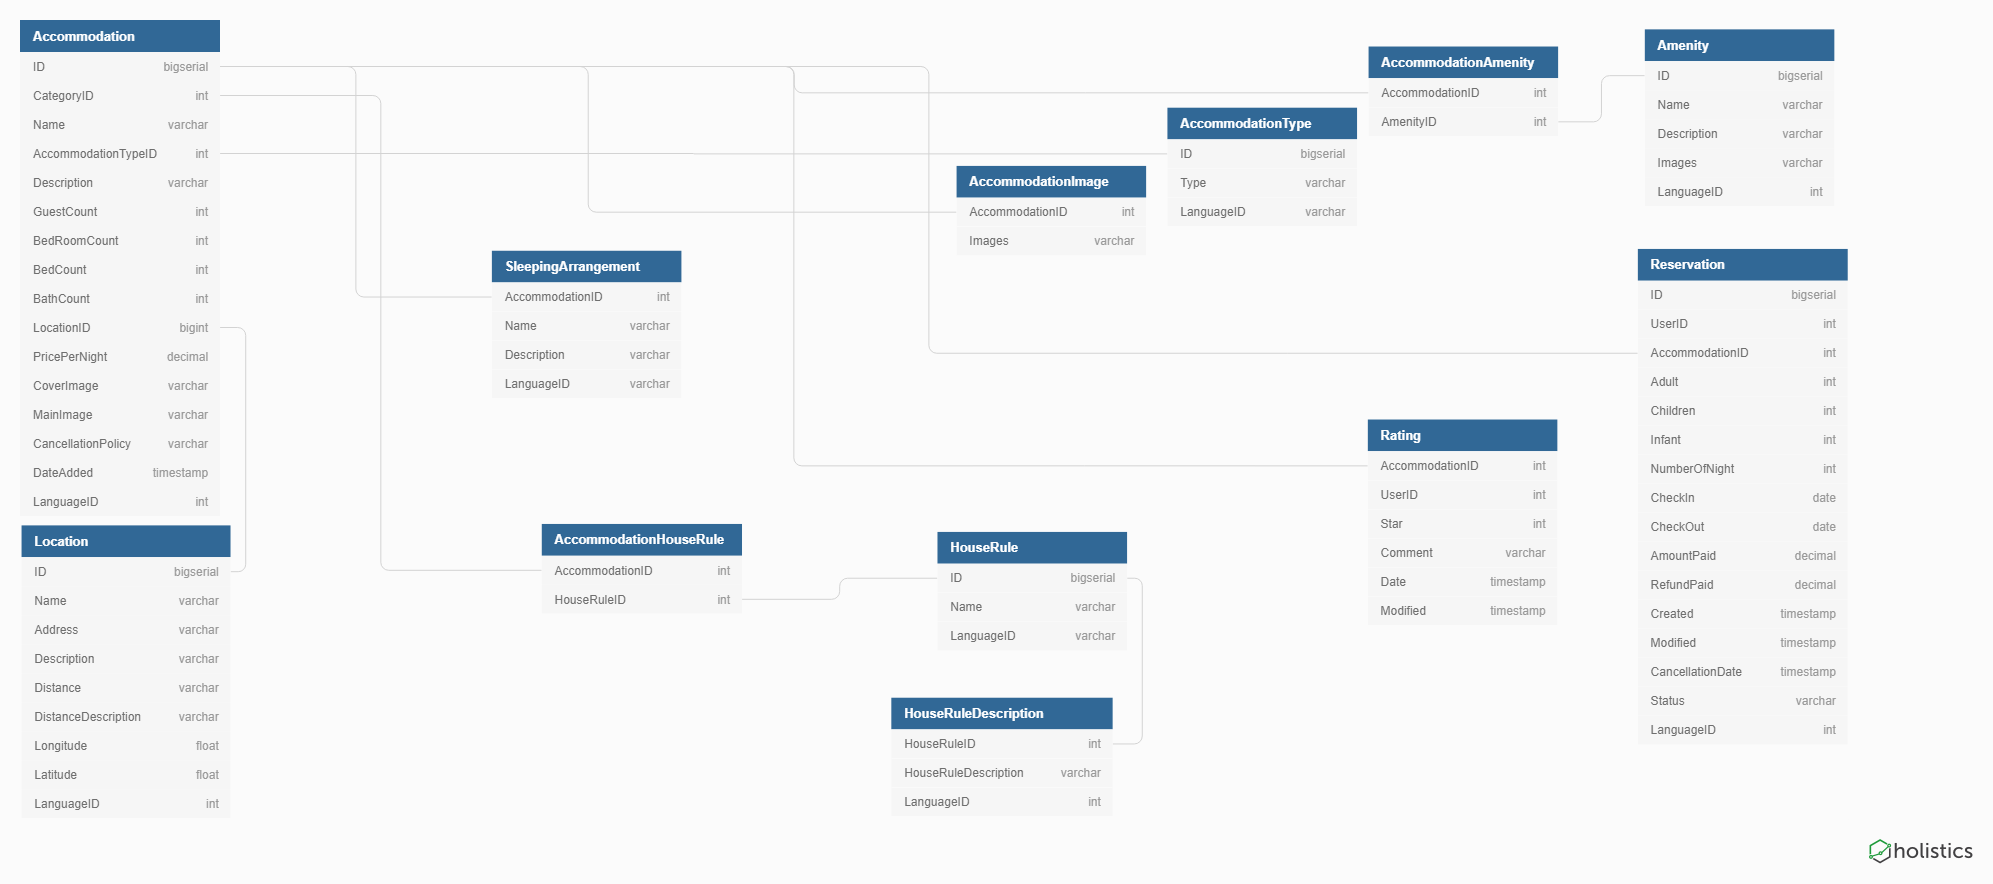 Accommodation
ID bigserial
CategoryID int
Name varchar
AccommodationTypeID int
Description varchar
GuestCount int
BedRoomCount int
BedCount int
BathCount int
LocationID bigint
PricePerNight decimal
CoverImage varchar
MainImage varchar
CancellationPolicy varchar
DateAdded timestamp
LanguageID int
Location
ID bigserial
Name varchar
Address varchar
Description varchar
Distance varchar
DistanceDescription varchar
Longitude float
Latitude float
LanguageID int
SleepingArrangement
AccommodationID int
Name varchar
Description varchar
LanguageID varchar
AccommodationHouseRule
AccommodationID int
HouseRuleID int
HouseRule
ID bigserial
Name varchar
LanguageID varchar
HouseRuleDescription
HouseRuleID int
HouseRuleDescription varchar
LanguageID int
AccommodationImage
AccommodationID int
Images varchar
AccommodationType
ID bigserial
Type varchar
LanguageID varchar
AccommodationAmenity
AccommodationID int
AmenityID int
Amenity
ID bigserial
Name varchar
Description varchar
Images varchar
LanguageID int
Rating
AccommodationID int
UserID int
Star int
Comment varchar
Date timestamp
Modified timestamp
Reservation
ID bigserial
UserID int
AccommodationID int
Adult int
Children int
Infant int
NumberOfNight int
CheckIn date
CheckOut date
AmountPaid decimal
RefundPaid decimal
Created timestamp
Modified timestamp
CancellationDate timestamp
Status varchar
LanguageID int
holistics